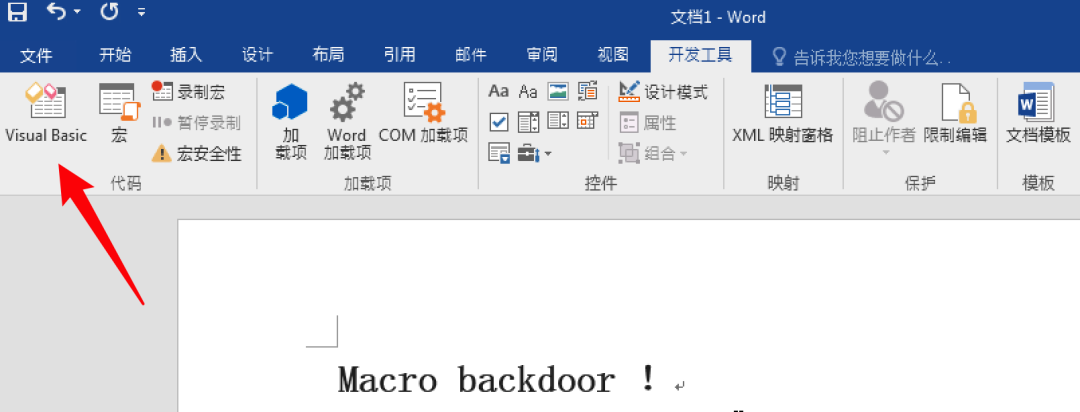 文档1 - Word
文件 开始 插入 设计 布局 引用 邮件 审阅 视图 开发工具 告诉我您想要做什么...
Visual Basic 宏 录制宏 暂停录制 宏安全性 加载项 Word 加载项 COM 加载项 Aa Aa 设计模式 属性 组合 XML 映射窗格 阻止作者 限制编辑 文档模板
代码 加载项 控件 映射 保护 模板
Macro backdoor ！